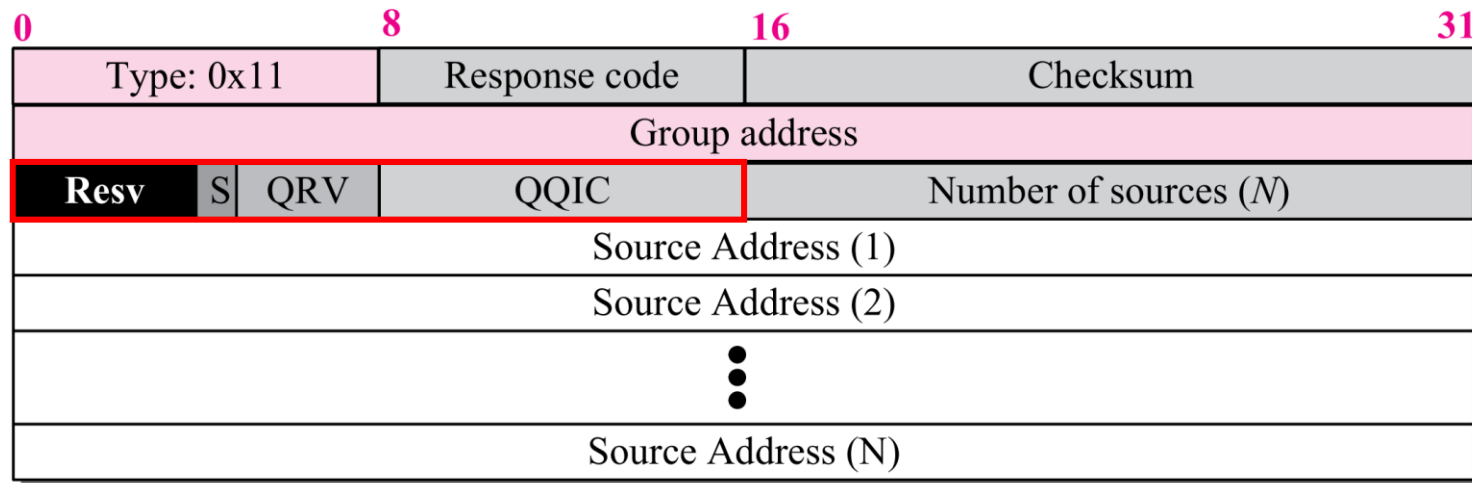 0 8 16 31
Type: 0x11 Response code Checksum
Group address
Resv S QRV QQIC Number of sources (N)
Source Address (1)
Source Address (2)
Source Address (N)